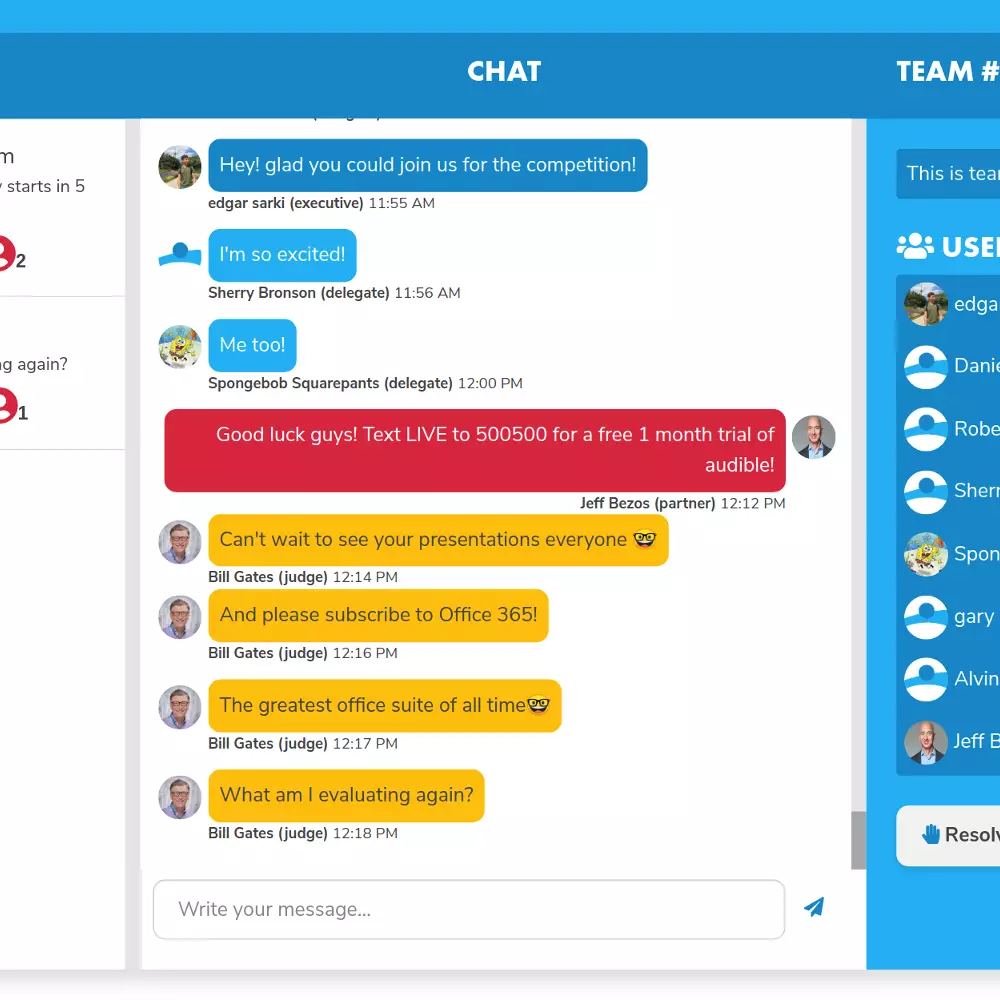 CHAT
TEAM #
m
starts in 5
2
ng again?
1
Hey! glad you could join us for the competition!
edgar sarki (executive) 11:55 AM
I'm so excited!
Sherry Bronson (delegate) 11:56 AM
Me too!
Spongebob Squarepants (delegate) 12:00 PM
Good luck guys! Text LIVE to 500500 for a free 1 month trial of
audible!
Jeff Bezos (partner) 12:12 PM
Can't wait to see your presentations everyone 🤓
Bill Gates (judge) 12:14 PM
And please subscribe to Office 365!
Bill Gates (judge) 12:16 PM
The greatest office suite of all time🤓
Bill Gates (judge) 12:17 PM
What am I evaluating again?
Bill Gates (judge) 12:18 PM
Write your message...
This is tea
USE
edga
Danie
Robe
Sherr
Spon
gary
Alvin
Jeff B
Resolv